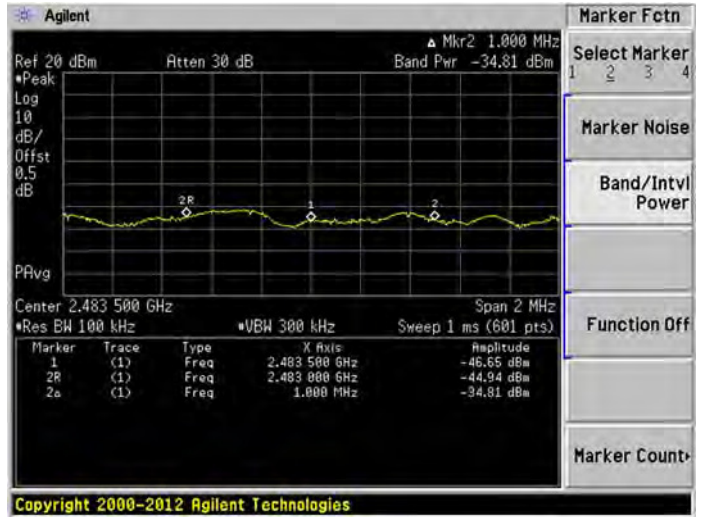 Agilent
Marker Fctn
▵ Mkr2 1.000 MHz
Ref 20 dBm Atten 30 dB Band Pwr -34.81 dBm
Select Marker
1 2 3 4
•Peak
Log
10
dB/
Offst
0.5
dB
Marker Noise
Band/Intvl
Power
2R 1 2
PAvg
Center 2.483 500 GHz Span 2 MHz
•Res BW 100 kHz •VBW 300 kHz Sweep 1 ms (601 pts)
Function Off
Marker Trace Type X Axis Amplitude
1 (1) Freq 2.483 500 GHz -46.65 dBm
2R (1) Freq 2.483 000 GHz -44.94 dBm
2▵ (1) Freq 1.000 MHz -34.81 dBm
Marker Count▸
Copyright 2000-2012 Agilent Technologies